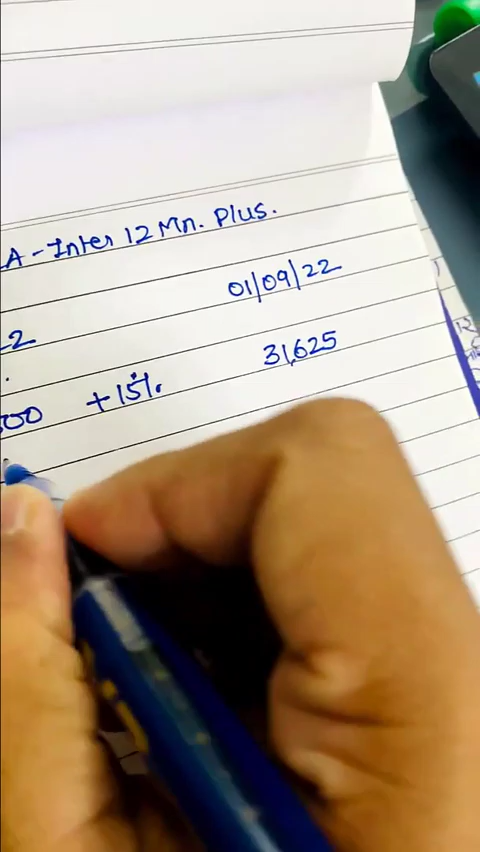 A-Inter 12 Mn. Plus.
01/09/22
-2
31,625
00 +15%.